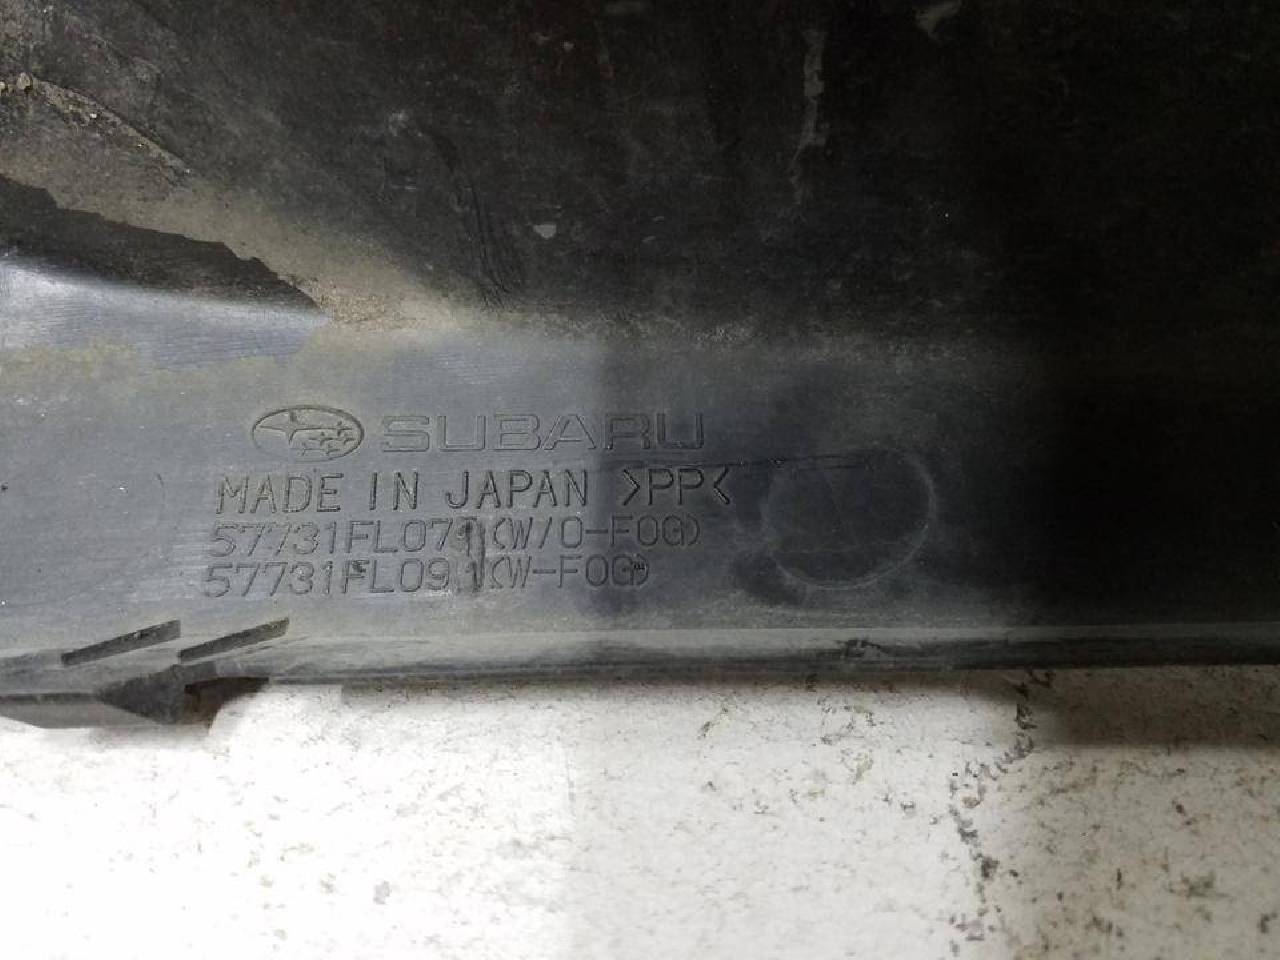 SUBARU
MADE IN JAPAN >PP<
57731FL071(W/O-FOG)
57731FL091(W-FOG)